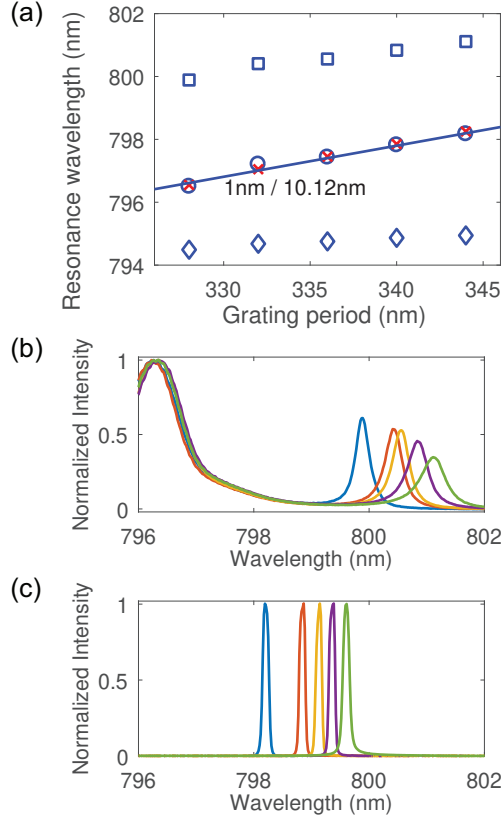 (a)
Resonance wavelength (nm)
802
800
798
796
794
1nm / 10.12nm
330 335 340 345
Grating period (nm)
(b)
Normalized Intensity
1
0.5
0
796 798 800 802
Wavelength (nm)
(c)
Normalized Intensity
1
0.5
0
796 798 800 802
Wavelength (nm)